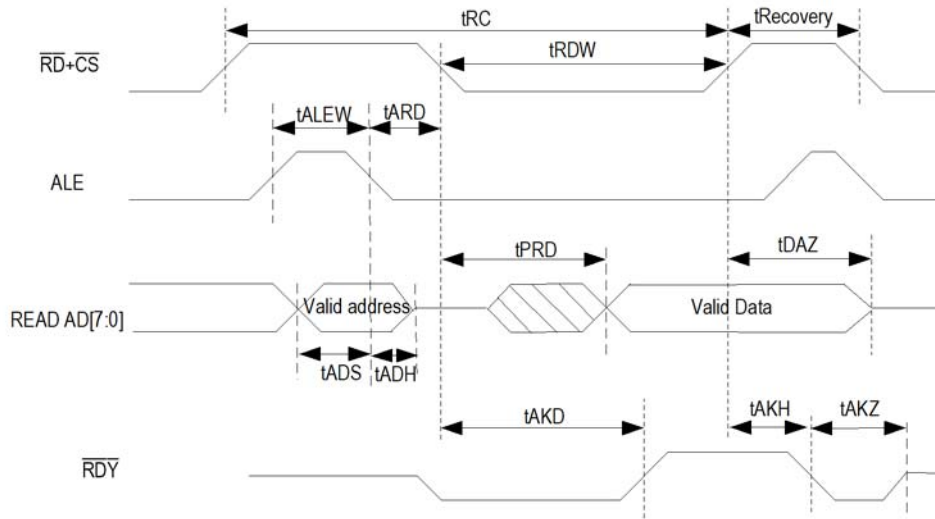 tRC
tRecovery
RD+CS
tRDW
tALEW
tARD
ALE
tPRD
tDAZ
READ AD[7:0]
Valid address
Valid Data
tADS
tADH
tAKD
tAKH
tAKZ
RDY